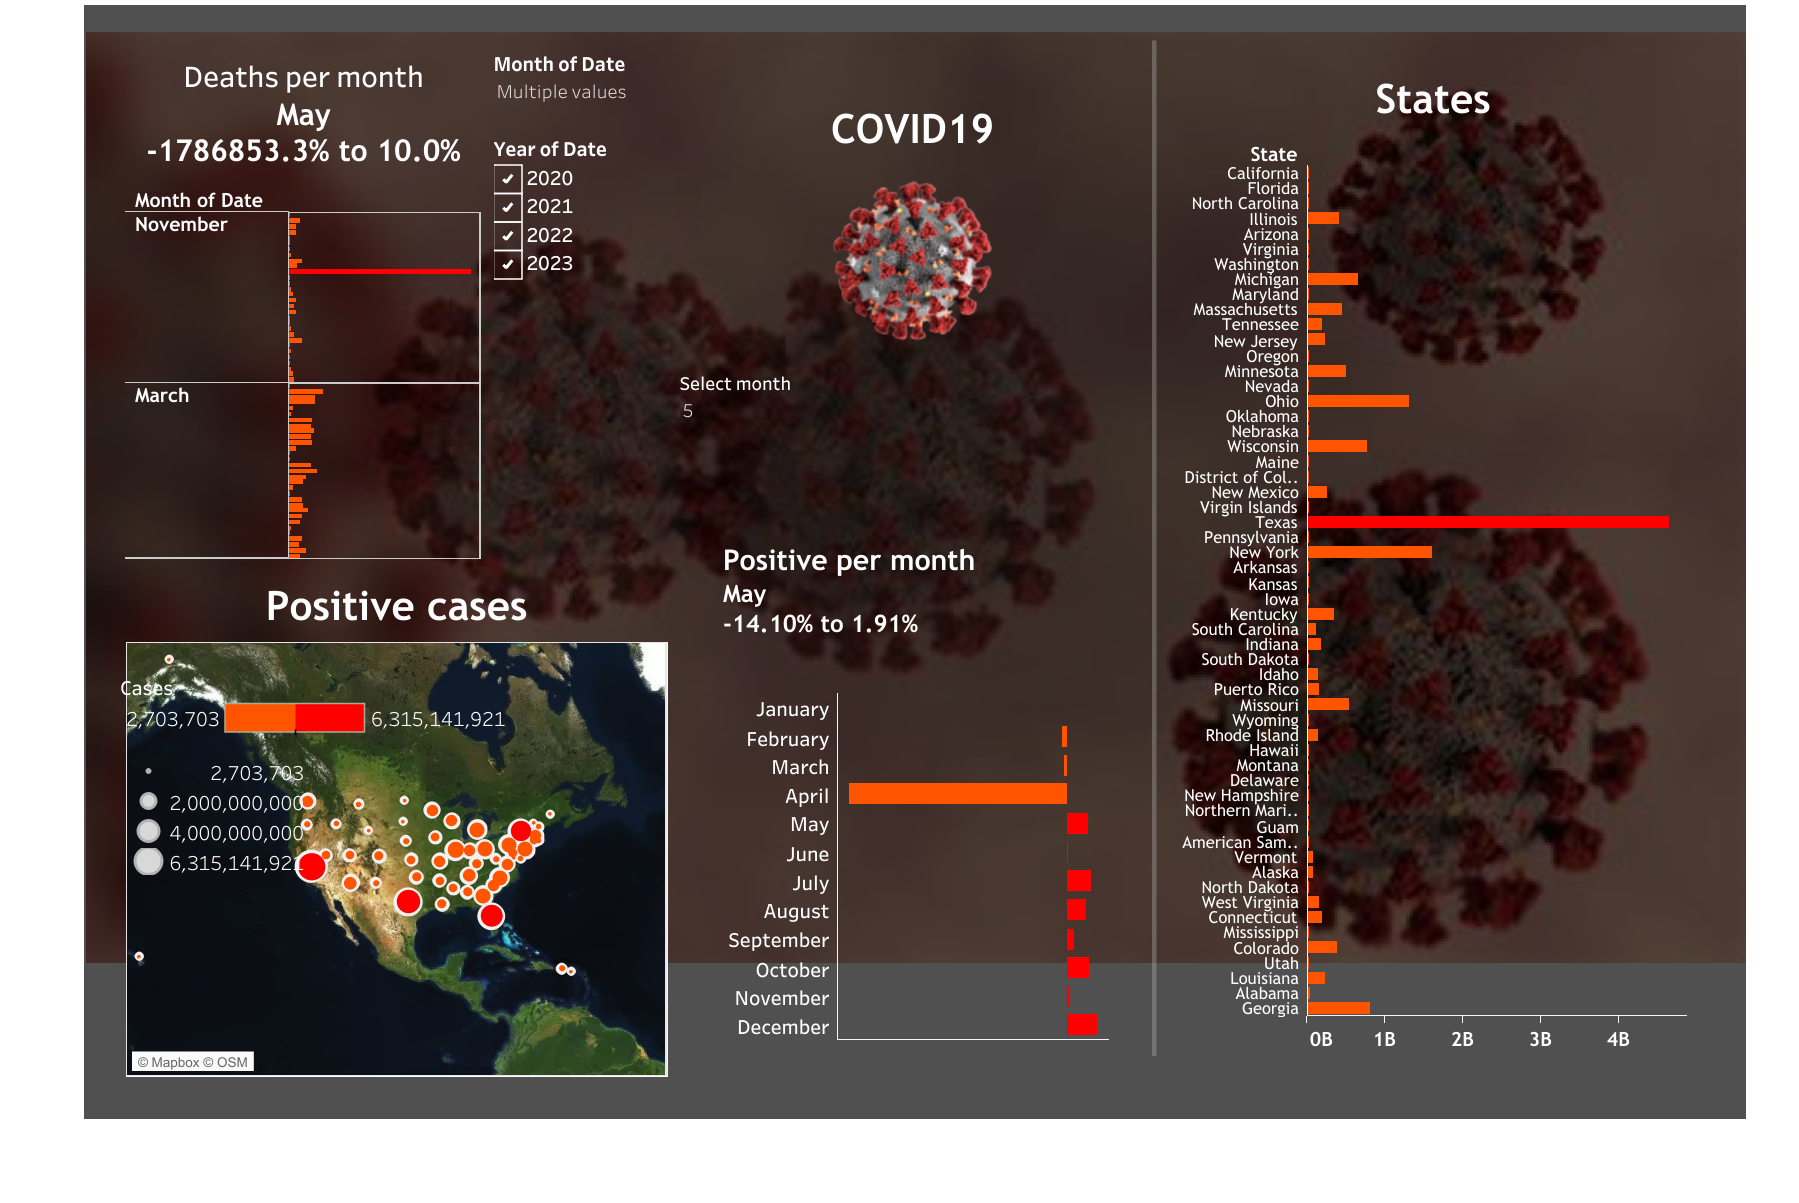 Deaths per month
May
-1786853.3% to 10.0%
Month of Date
Multiple values
Year of Date
2020
2021
2022
2023
Month of Date
November
March
COVID19
Select month
5
Positive cases
Cases
2,703,703
6,315,141,921
2,703,703
2,000,000,000
4,000,000,000
6,315,141,921
© Mapbox © OSM
Positive per month
May
-14.10% to 1.91%
January
February
March
April
May
June
July
August
September
October
November
December
States
State
California
Florida
North Carolina
Illinois
Arizona
Virginia
Washington
Michigan
Maryland
Massachusetts
Tennessee
New Jersey
Oregon
Minnesota
Nevada
Ohio
Oklahoma
Nebraska
Wisconsin
Maine
District of Col..
New Mexico
Virgin Islands
Texas
Pennsylvania
New York
Arkansas
Kansas
Iowa
Kentucky
South Carolina
Indiana
South Dakota
Idaho
Puerto Rico
Missouri
Wyoming
Rhode Island
Hawaii
Montana
Delaware
New Hampshire
Northern Mari..
Guam
American Sam..
Vermont
Alaska
North Dakota
West Virginia
Connecticut
Mississippi
Colorado
Utah
Louisiana
Alabama
Georgia
0B 1B 2B 3B 4B